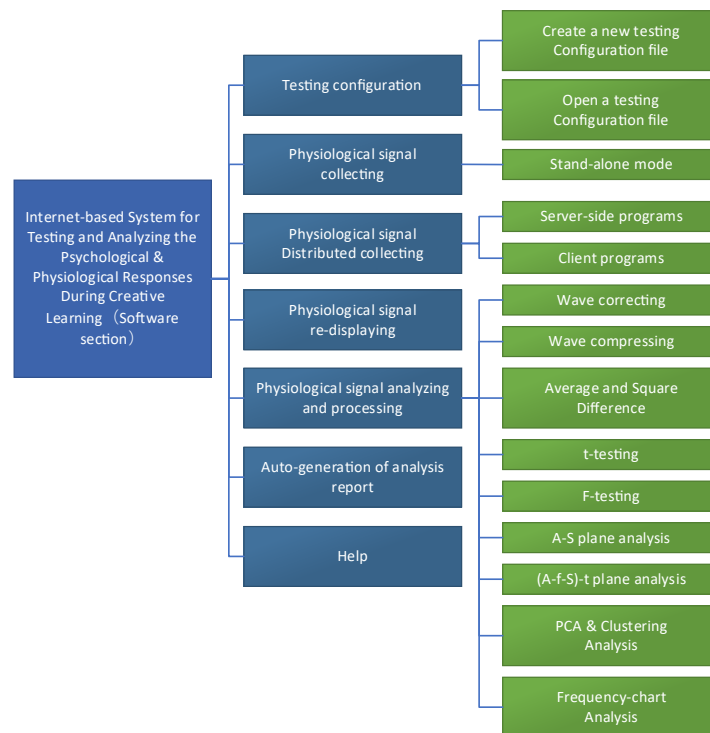 Internet-based System for
Testing and Analyzing the
Psychological &
Physiological Responses
During Creative
Learning（Software
section）
Testing configuration
Create a new testing
Configuration file
Open a testing
Configuration file
Physiological signal
collecting
Stand-alone mode
Physiological signal
Distributed collecting
Server-side programs
Client programs
Physiological signal
re-displaying
Physiological signal analyzing
and processing
Wave correcting
Wave compressing
Average and Square
Difference
t-testing
F-testing
A-S plane analysis
(A-f-S)-t plane analysis
PCA & Clustering
Analysis
Frequency-chart
Analysis
Auto-generation of analysis
report
Help